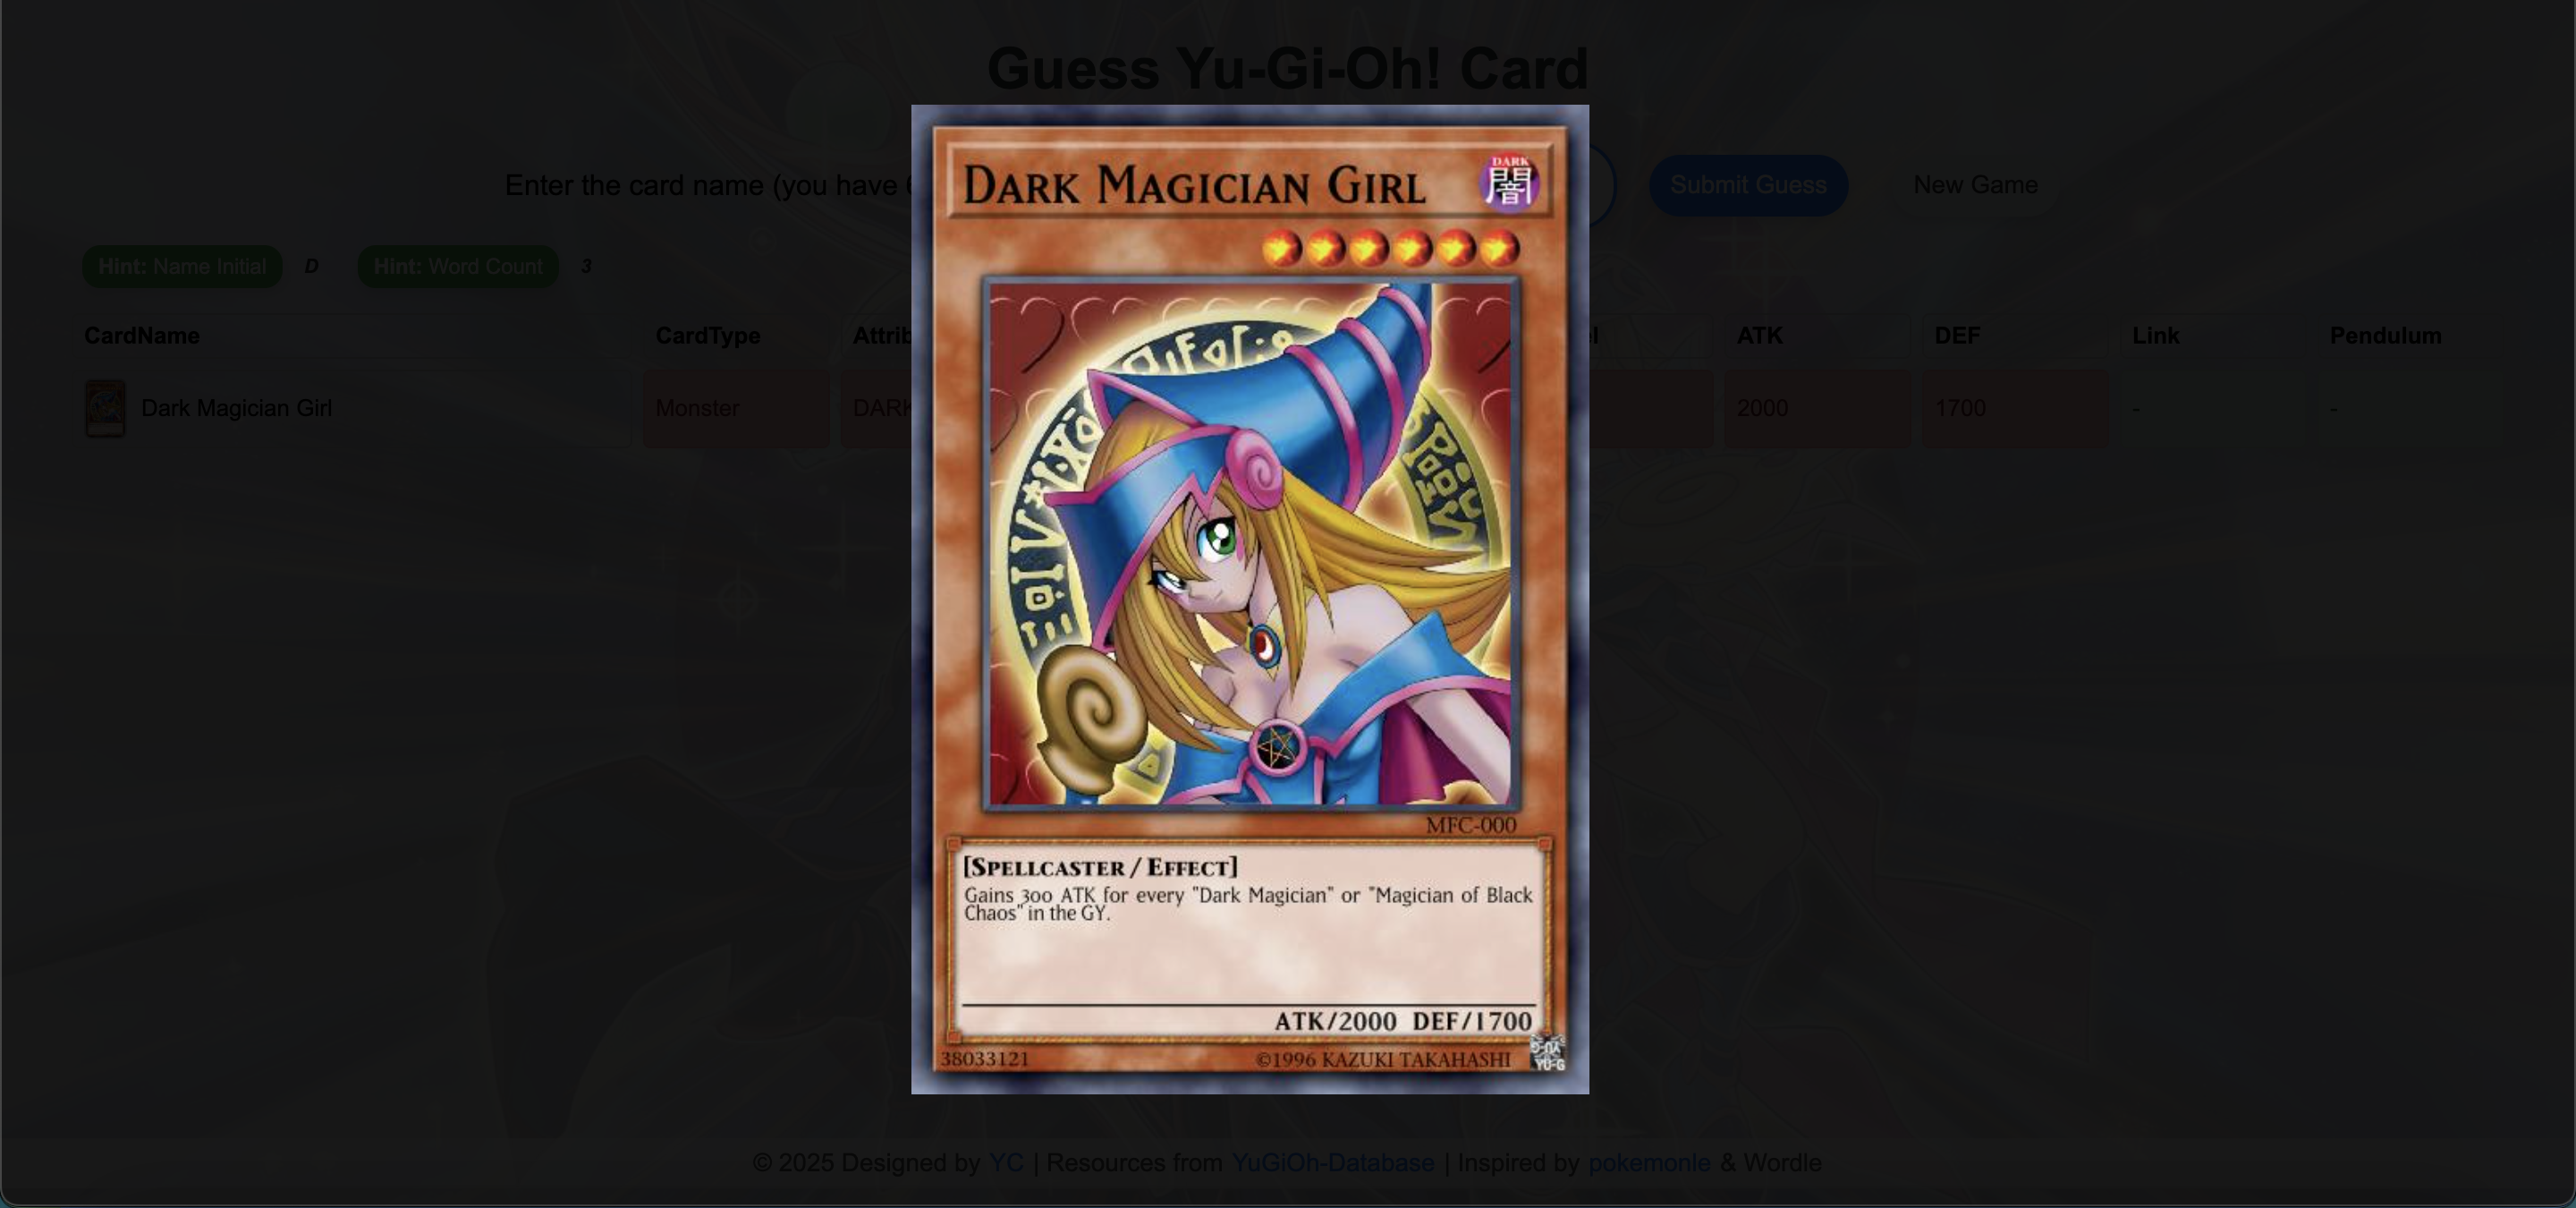 Guess Yu-Gi-Oh! Card
Enter the card name (you have
Submit Guess
New Game
Hint: Name Initial
D
Hint: Word Count
3
CardName
CardType
Attrib
ATK
DEF
Link
Pendulum
Dark Magician Girl
Monster
DARK
2000
1700
-
-
DARK MAGICIAN GIRL
DARK
闇
MFC-000
[SPELLCASTER / EFFECT]
Gains 300 ATK for every "Dark Magician" or "Magician of Black
Chaos" in the GY.
ATK/2000 DEF/1700
38033121
©1996 KAZUKI TAKAHASHI
© 2025 Designed by YC | Resources from YuGiOh-Database | Inspired by pokemonle & Wordle